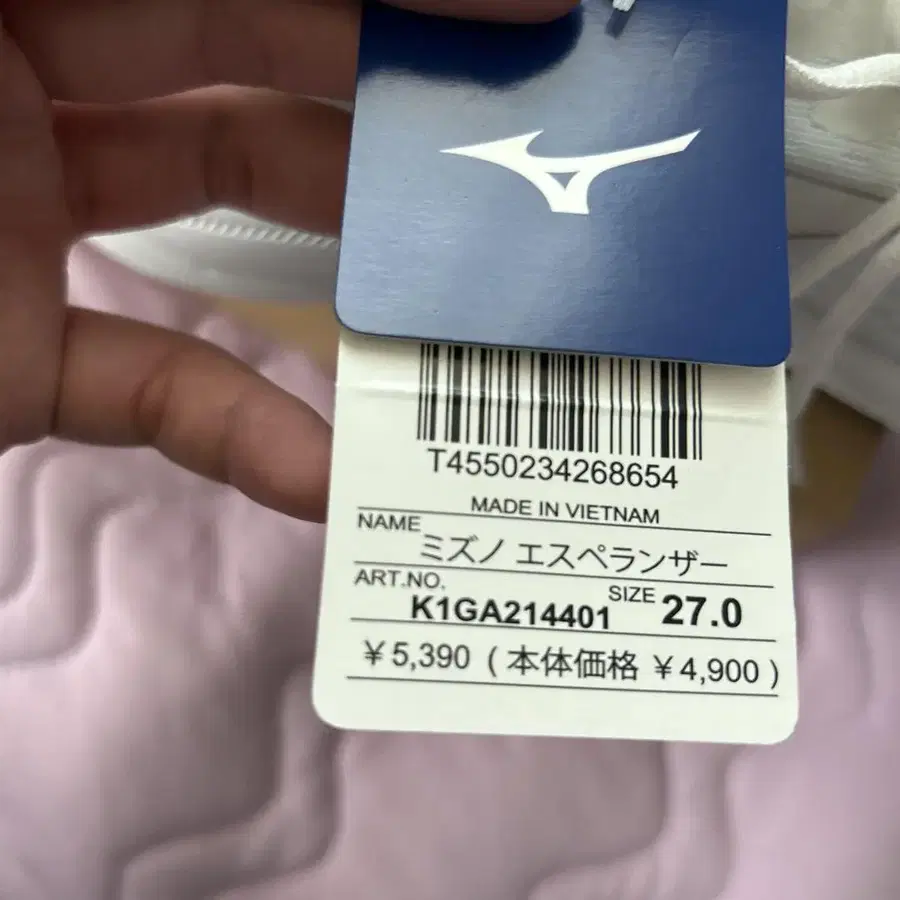 T4550234268654
MADE IN VIETNAM
NAME
ミズノ エスペランザー
ART.NO.
K1GA214401
SIZE 27.0
￥5,390 ( 本体価格 ￥4,900 )